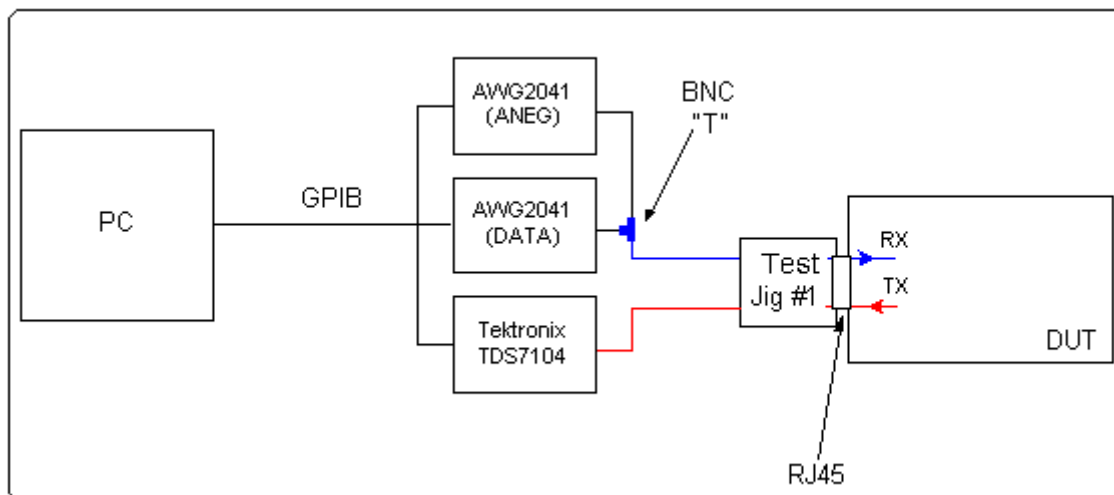 PC
GPIB
AWG2041
(ANEG)
AWG2041
(DATA)
Tektronix
TDS7104
BNC
"T"
Test
Jig #1
RX
TX
DUT
RJ45